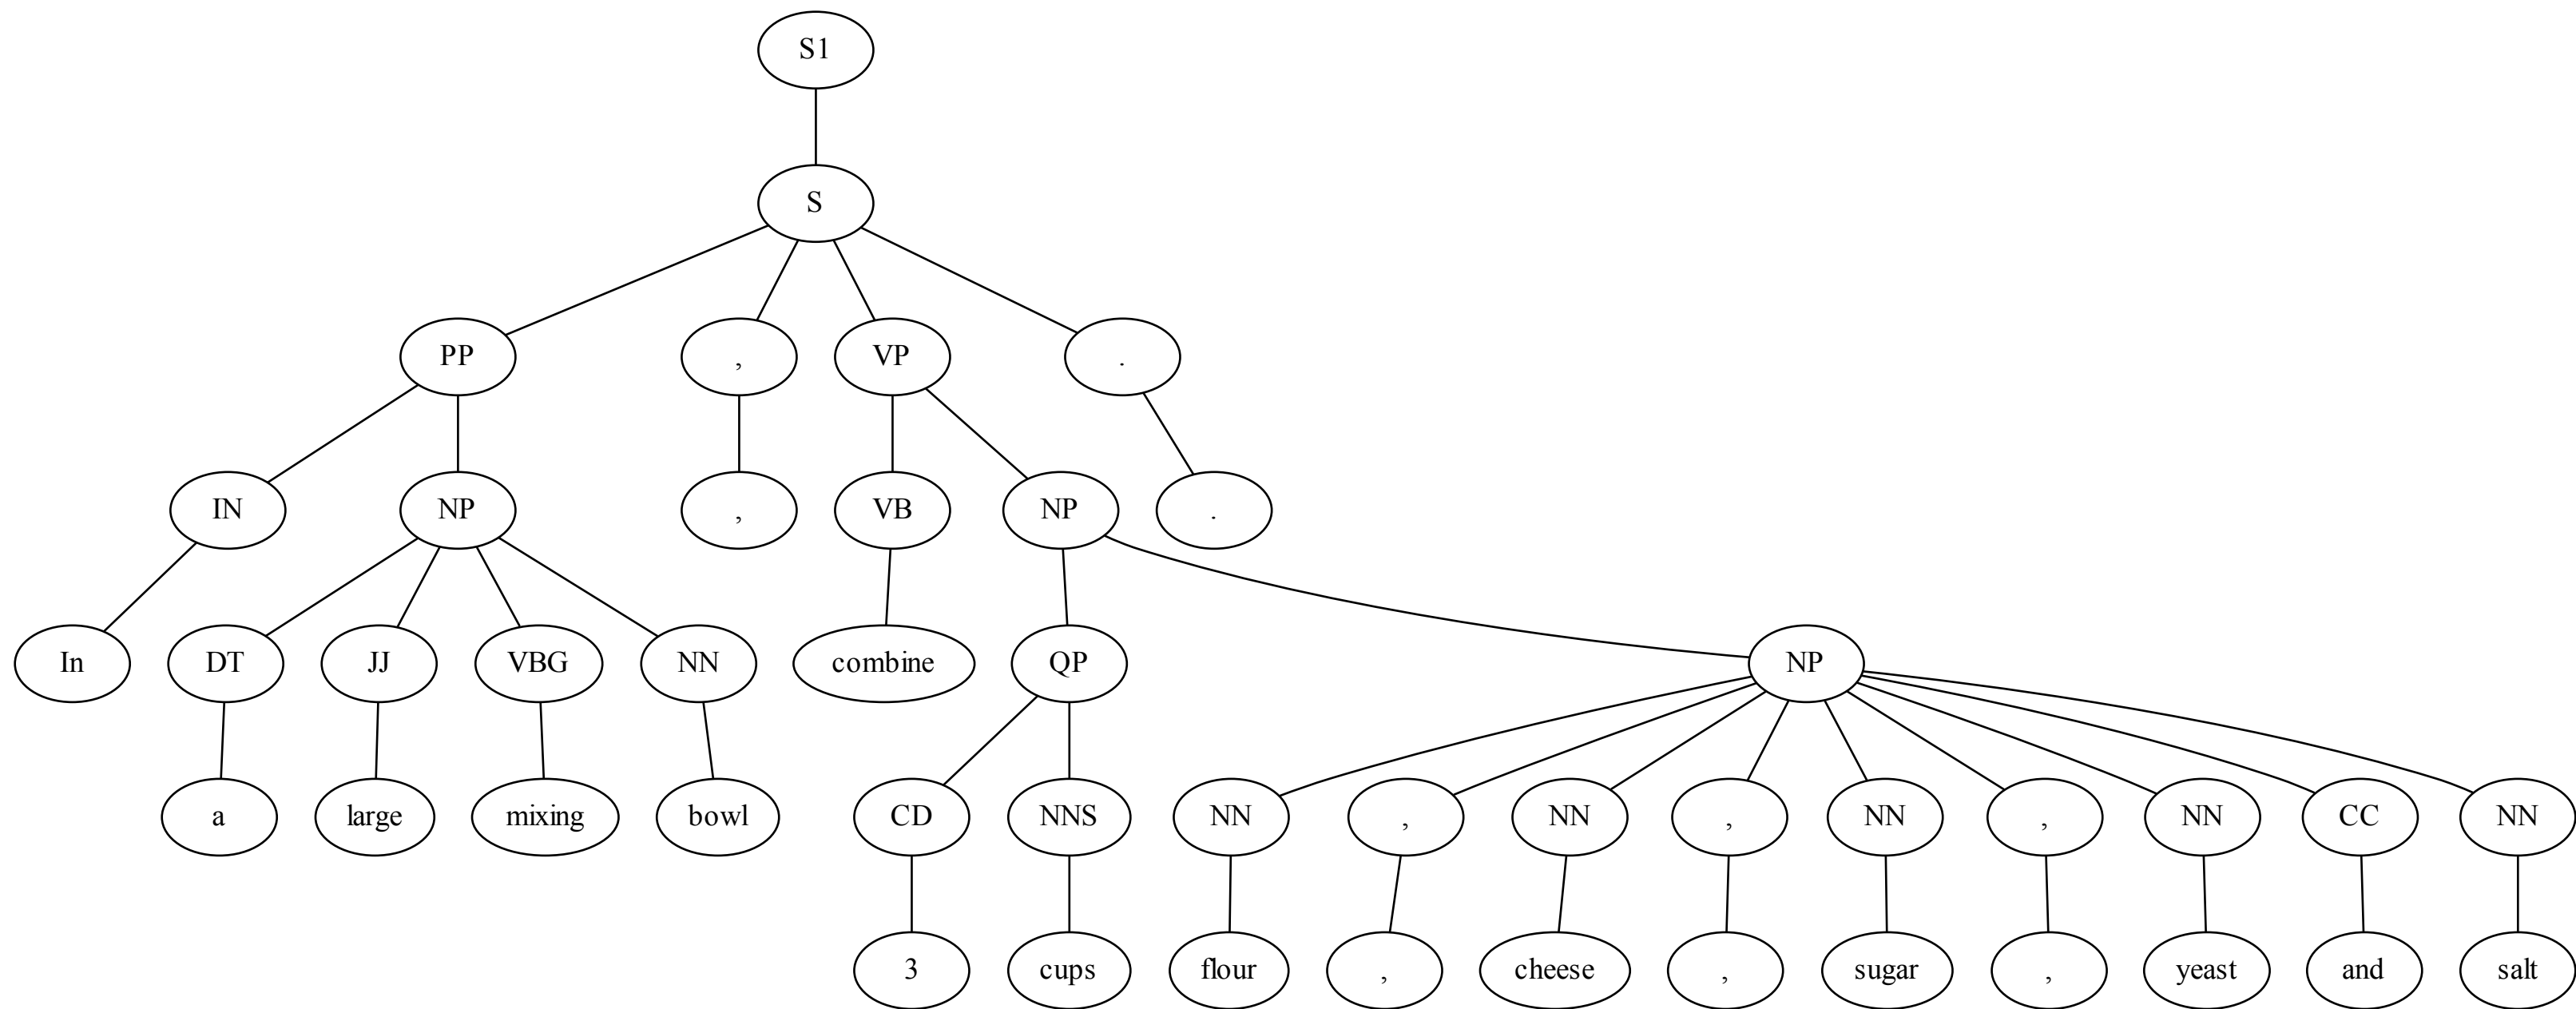 S1
S
PP , VP .
IN NP , VB NP .
In DT JJ VBG NN combine QP NP
a large mixing bowl CD NNS NN , NN , NN , NN CC NN
3 cups flour , cheese , sugar , yeast and salt